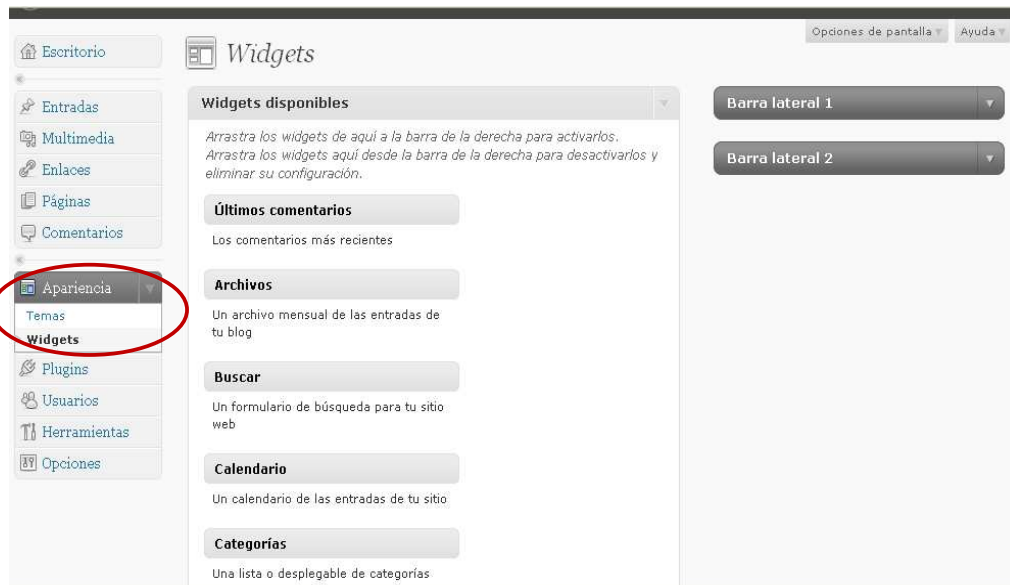 Opciones de pantalla
Ayuda
Escritorio
Entradas
Multimedia
Enlaces
Páginas
Comentarios
Apariencia
Temas
Widgets
Plugins
Usuarios
Herramientas
Opciones
Widgets
Widgets disponibles
Arrastra los widgets de aquí a la barra de la derecha para activarlos.
Arrastra los widgets aquí desde la barra de la derecha para desactivarlos y
eliminar su configuración.
Últimos comentarios
Los comentarios más recientes
Archivos
Un archivo mensual de las entradas de
tu blog
Buscar
Un formulario de búsqueda para tu sitio
web
Calendario
Un calendario de las entradas de tu sitio
Categorías
Una lista o desplegable de categorías
Barra lateral 1
Barra lateral 2